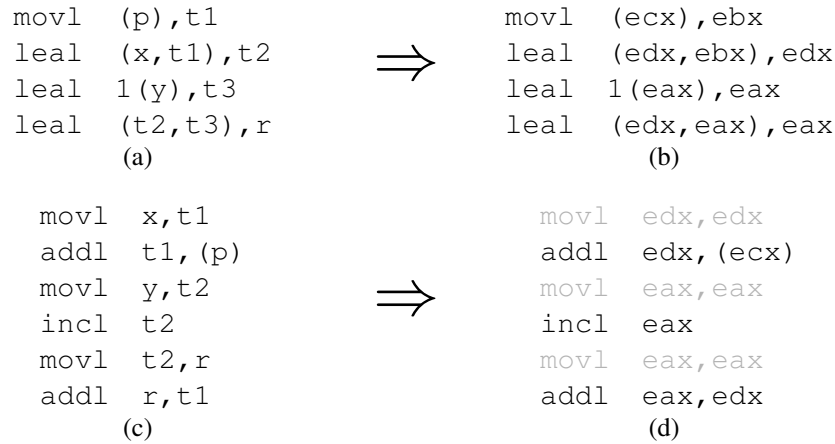 movl (p),t1
leal (x,t1),t2
leal 1(y),t3
leal (t2,t3),r
(a)
⇒
movl (ecx),ebx
leal (edx,ebx),edx
leal 1(eax),eax
leal (edx,eax),eax
(b)
movl x,t1
addl t1,(p)
movl y,t2
incl t2
movl t2,r
addl r,t1
(c)
⇒
movl edx,edx
addl edx,(ecx)
movl eax,eax
incl eax
movl eax,eax
addl eax,edx
(d)